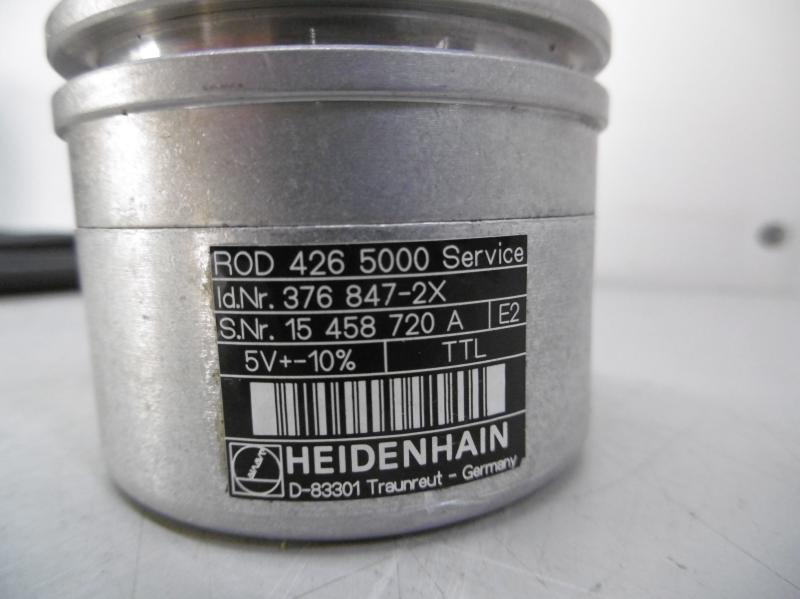 ROD 426 5000 Service
Id.Nr. 376 847-2X
S.Nr. 15 458 720 A E2
5V+-10% TTL
HEIDENHAIN
D-83301 Traunreut - Germany